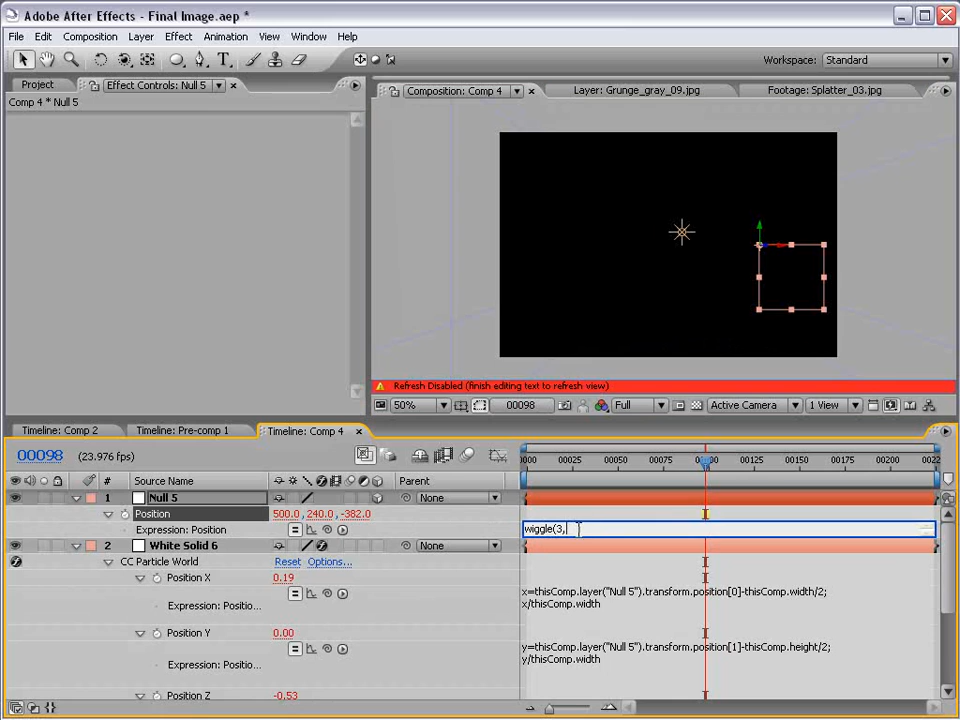 Adobe After Effects - Final Image.aep *
File Edit Composition Layer Effect Animation View Window Help
Workspace: Standard
Project Effect Controls: Null 5
Comp 4 * Null 5
Composition: Comp 4 Layer: Grunge_gray_09.jpg Footage: Splatter_03.jpg
Refresh Disabled (finish editing text to refresh view)
50% 00098 Full Active Camera 1 View
Timeline: Comp 2 Timeline: Pre-comp 1 Timeline: Comp 4
00098 (23.976 fps)
0000 00025 00050 00075 00100 00125 00150 00175 00200 0022
# Source Name Parent
1 Null 5 None
Position 500.0, 240.0, -382.0
Expression: Position wiggle(3,
2 White Solid 6 None
CC Particle World Reset Options...
Position X 0.19
Expression: Positio... x=thisComp.layer("Null 5").transform.position[0]-thisComp.width/2;
x/thisComp.width
Position Y 0.00
Expression: Positio... y=thisComp.layer("Null 5").transform.position[1]-thisComp.height/2;
y/thisComp.width
Position Z -0.53